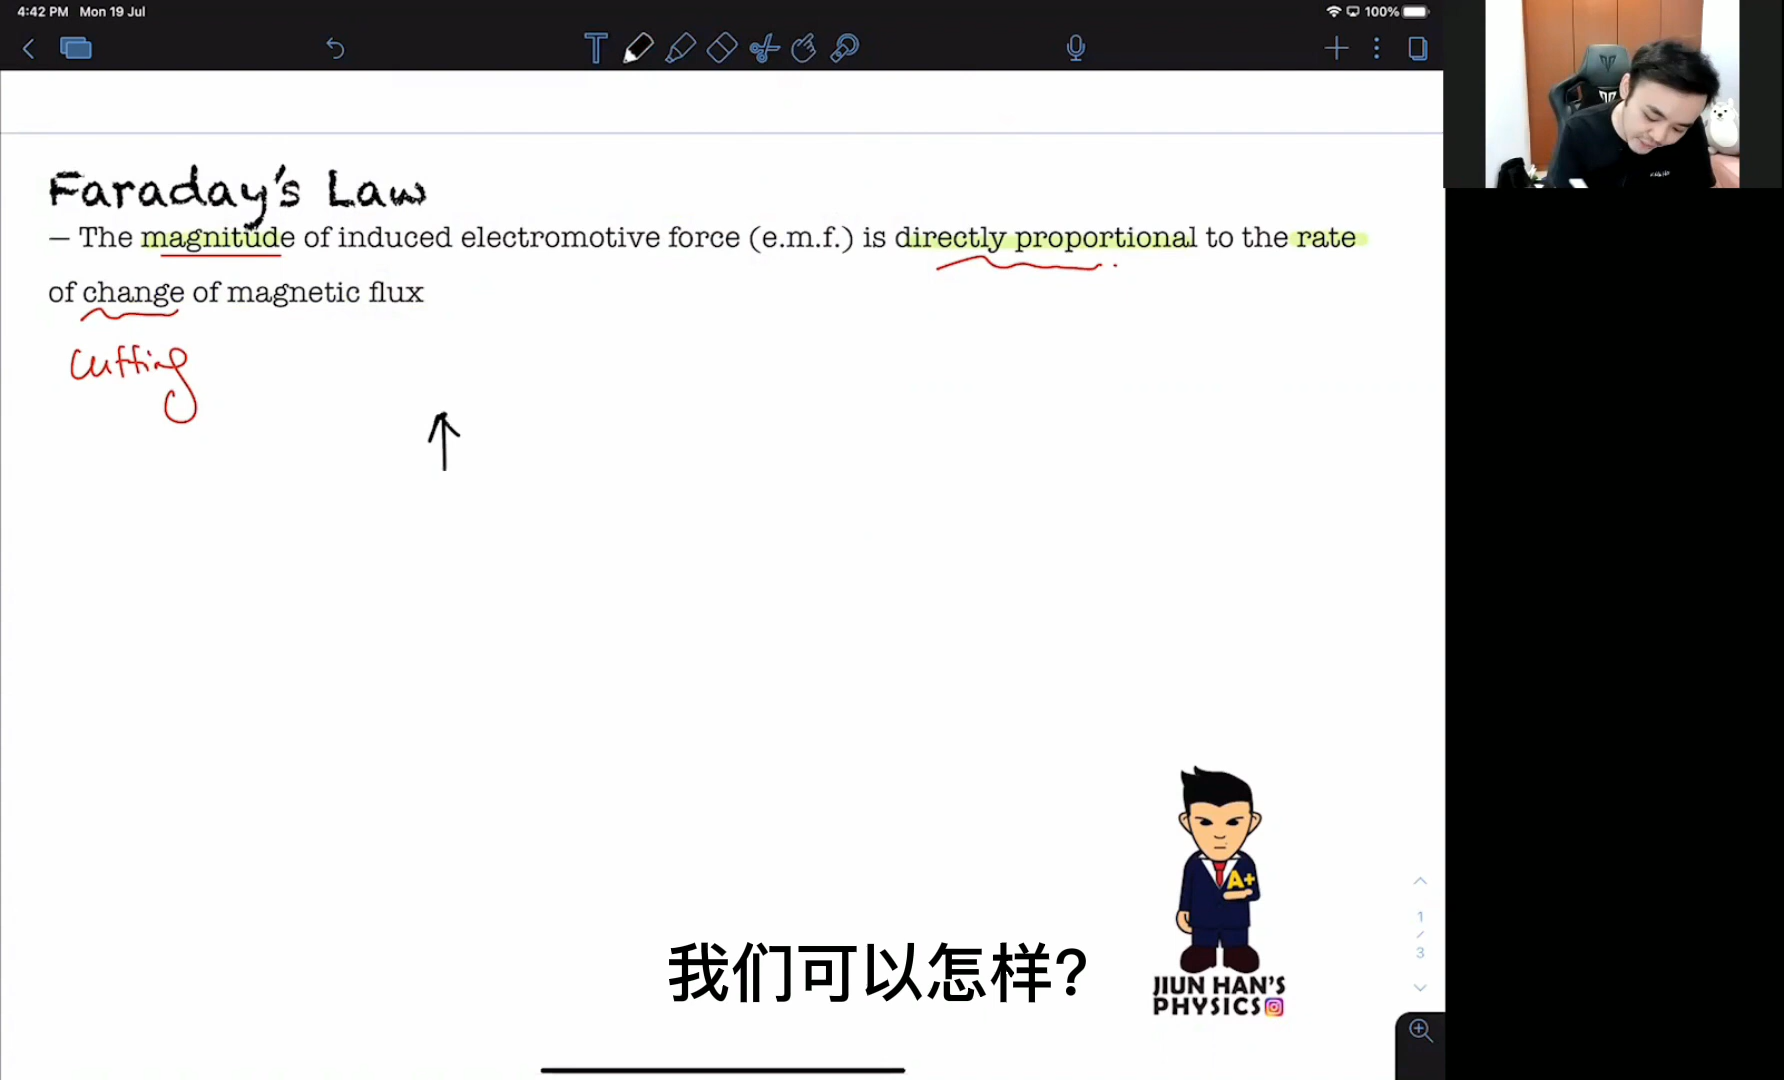 4:42 PM Mon 19 Jul
100%
Faraday's Law
– The magnitude of induced electromotive force (e.m.f.) is directly proportional to the rate
of change of magnetic flux
cutting
A+
我们可以怎样?
JIUN HAN'S
PHYSICS
1
/
3